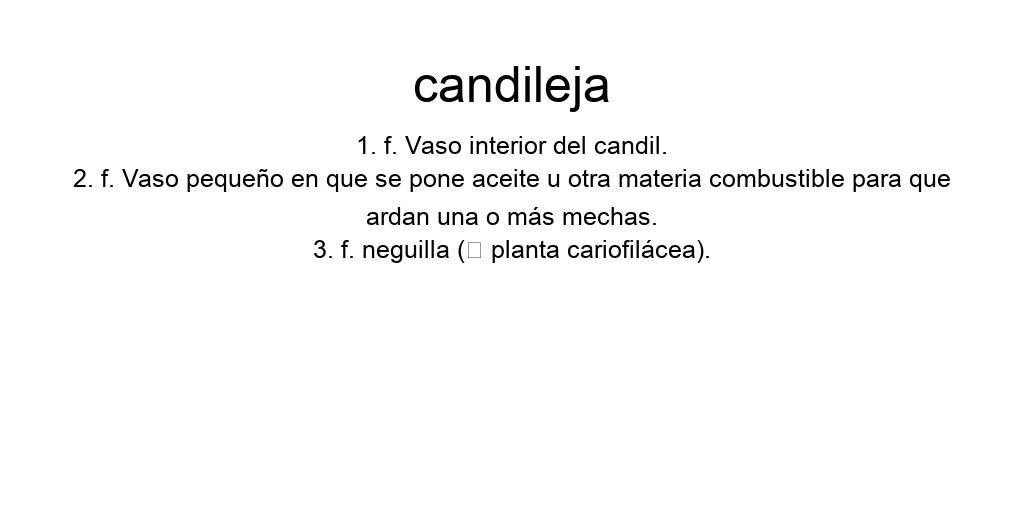 candileja
1. f. Vaso interior del candil.
2. f. Vaso pequeño en que se pone aceite u otra materia combustible para que
ardan una o más mechas.
3. f. neguilla (□ planta cariofilácea).